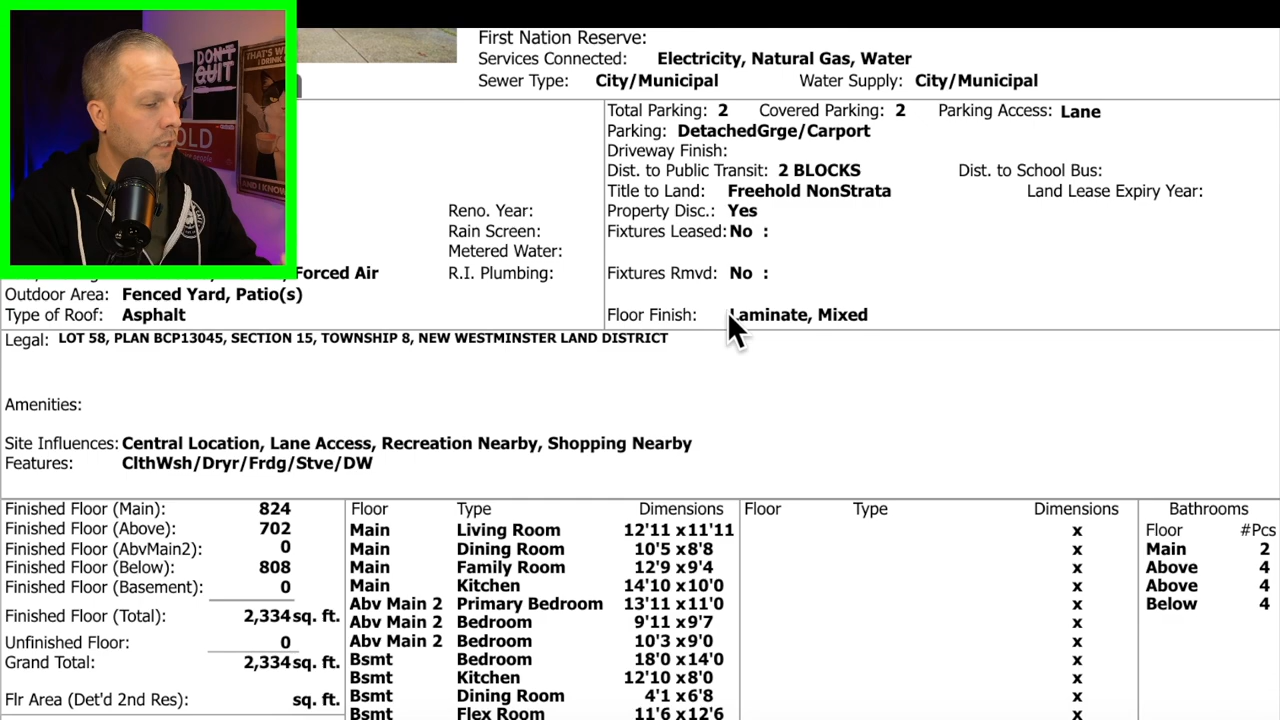 DON'T
QUIT
THAT'S W
I DRINK
OLD
AND I KNOW
First Nation Reserve:
Services Connected: Electricity, Natural Gas, Water
Sewer Type: City/Municipal Water Supply: City/Municipal
Total Parking: 2 Covered Parking: 2 Parking Access: Lane
Parking: DetachedGrge/Carport
Driveway Finish:
Dist. to Public Transit: 2 BLOCKS Dist. to School Bus:
Title to Land: Freehold NonStrata Land Lease Expiry Year:
Reno. Year: Property Disc.: Yes
Rain Screen: Fixtures Leased: No :
Metered Water:
Forced Air R.I. Plumbing: Fixtures Rmvd: No :
Outdoor Area: Fenced Yard, Patio(s)
Type of Roof: Asphalt Floor Finish: Laminate, Mixed
Legal: LOT 58, PLAN BCP13045, SECTION 15, TOWNSHIP 8, NEW WESTMINSTER LAND DISTRICT
Amenities:
Site Influences: Central Location, Lane Access, Recreation Nearby, Shopping Nearby
Features: ClthWsh/Dryr/Frdg/Stve/DW
Finished Floor (Main): 824 Floor Type Dimensions Floor Type Dimensions Bathrooms
Finished Floor (Above): 702 Main Living Room 12'11 x11'11 x Floor #Pcs
Finished Floor (AbvMain2): 0 Main Dining Room 10'5 x8'8 x Main 2
Finished Floor (Below): 808 Main Family Room 12'9 x9'4 x Above 4
Finished Floor (Basement): 0 Main Kitchen 14'10 x10'0 x Above 4
Abv Main 2 Primary Bedroom 13'11 x11'0 x Below 4
Finished Floor (Total): 2,334 sq. ft. Abv Main 2 Bedroom 9'11 x9'7 x
Unfinished Floor: 0 Abv Main 2 Bedroom 10'3 x9'0 x
Grand Total: 2,334 sq. ft. Bsmt Bedroom 18'0 x14'0 x
Bsmt Kitchen 12'10 x8'0 x
Flr Area (Det'd 2nd Res): sq. ft. Bsmt Dining Room 4'1 x6'8 x
Bsmt Flex Room 11'6 x12'6 x